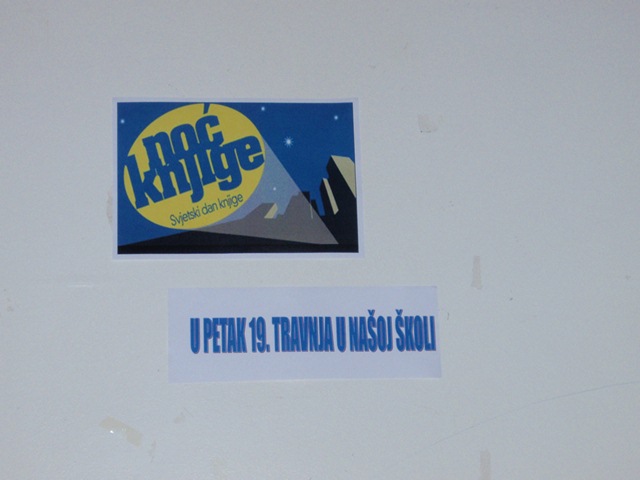 noć
knjige
Svjetski dan knjige
U PETAK 19. TRAVNJA U NAŠOJ ŠKOLI